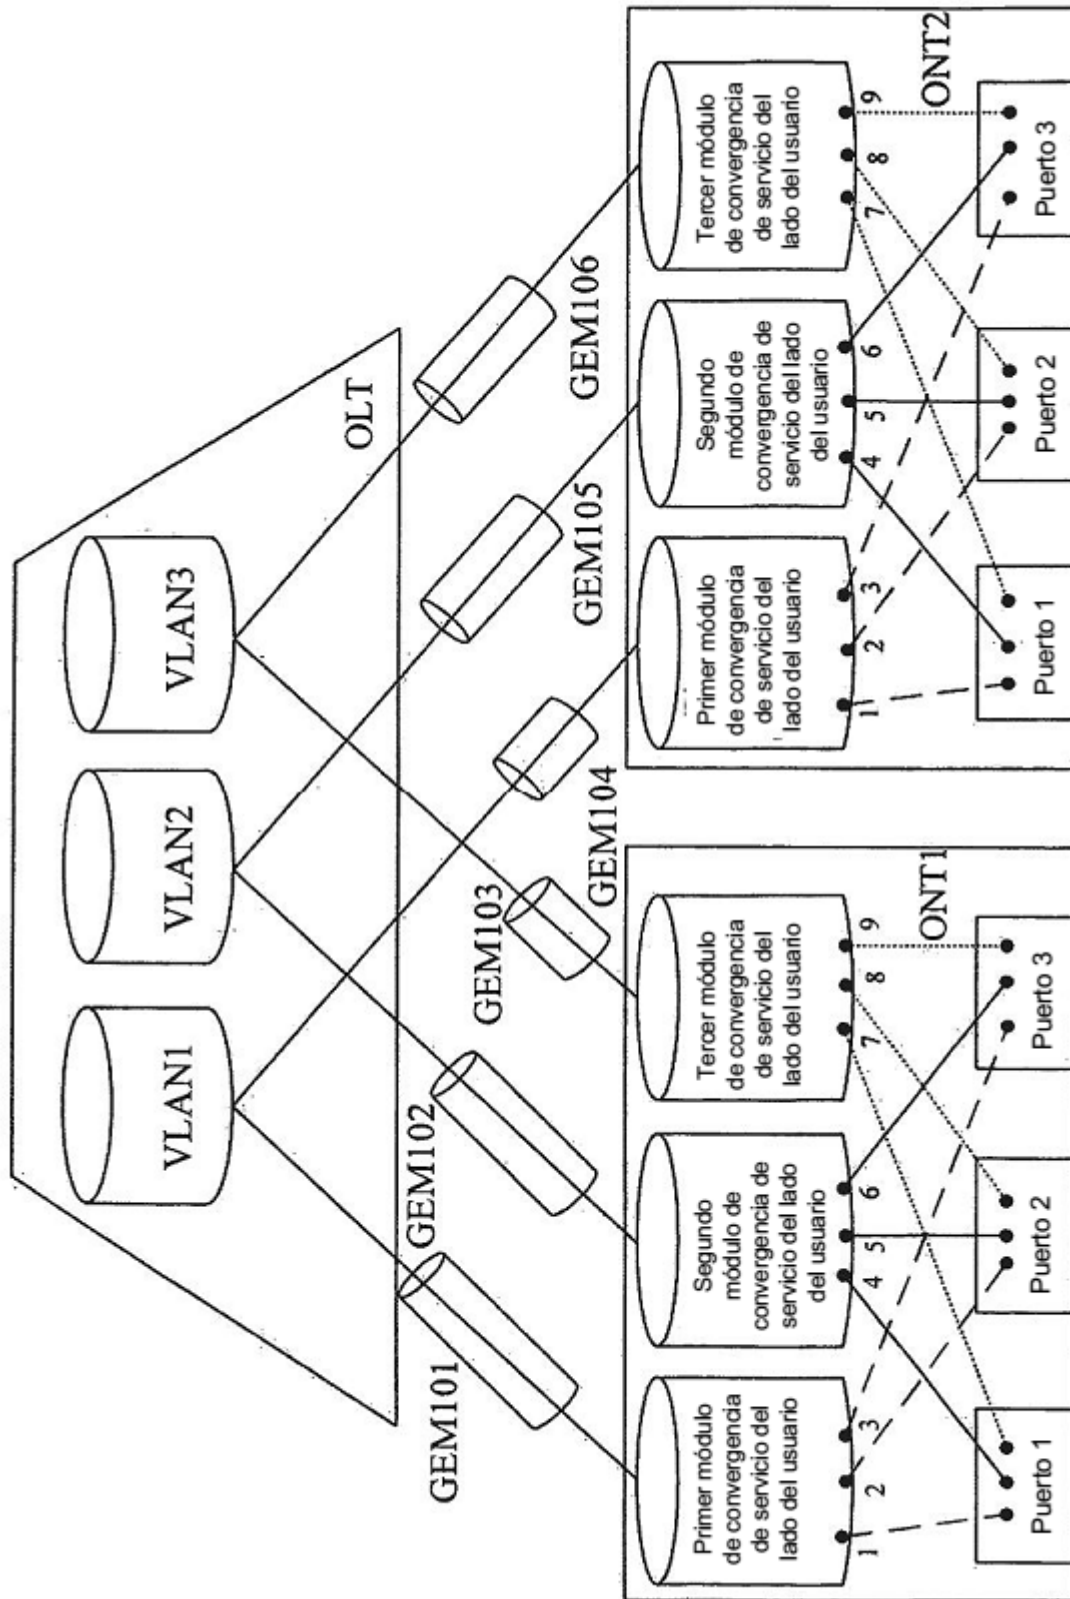 VLAN1
VLAN2
VLAN3
OLT
GEM101
GEM102
GEM103
GEM104
GEM105
GEM106
Primer módulo
de convergencia
de servicio del
lado del usuario
Segundo
módulo de
convergencia de
servicio del lado
del usuario
Tercer módulo
de convergencia
de servicio del
lado del usuario
1
2
3
4
5
6
7
8
9
ONT1
Puerto 1
Puerto 2
Puerto 3
Primer módulo
de convergencia
de servicio del
lado del usuario
Segundo
módulo de
convergencia de
servicio del lado
del usuario
Tercer módulo
de convergencia
de servicio del
lado del usuario
1
2
3
4
5
6
7
8
9
ONT2
Puerto 1
Puerto 2
Puerto 3